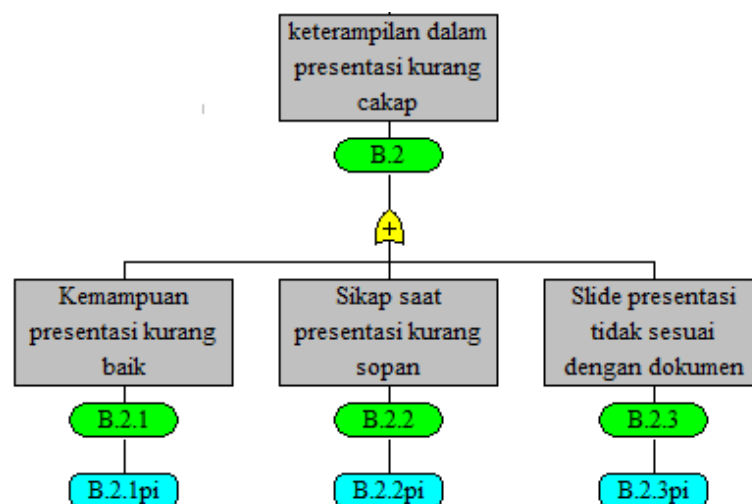 keterampilan dalam
presentasi kurang
cakap
B.2
+
Kemampuan
presentasi kurang
baik
Sikap saat
presentasi kurang
sopan
Slide presentasi
tidak sesuai
dengan dokumen
B.2.1
B.2.2
B.2.3
B.2.1pi
B.2.2pi
B.2.3pi